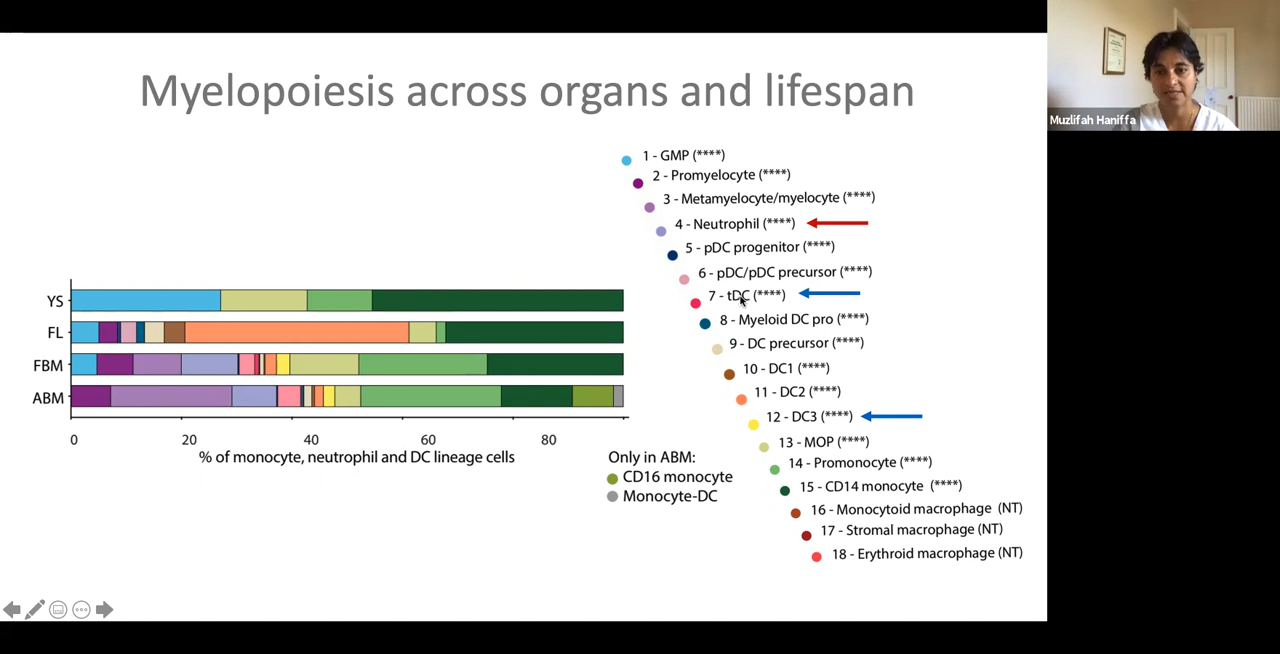 Myelopoiesis across organs and lifespan
Muzlifah Haniffa
1 - GMP (****)
2 - Promyelocyte (****)
3 - Metamyelocyte/myelocyte (****)
4 - Neutrophil (****)
5 - pDC progenitor (****)
6 - pDC/pDC precursor (****)
7 - tDC (****)
8 - Myeloid DC pro (****)
9 - DC precursor (****)
10 - DC1 (****)
11 - DC2 (****)
12 - DC3 (****)
13 - MOP (****)
14 - Promonocyte (****)
15 - CD14 monocyte (****)
16 - Monocytoid macrophage (NT)
17 - Stromal macrophage (NT)
18 - Erythroid macrophage (NT)
YS
FL
FBM
ABM
0 20 40 60 80
% of monocyte, neutrophil and DC lineage cells
Only in ABM:
CD16 monocyte
Monocyte-DC